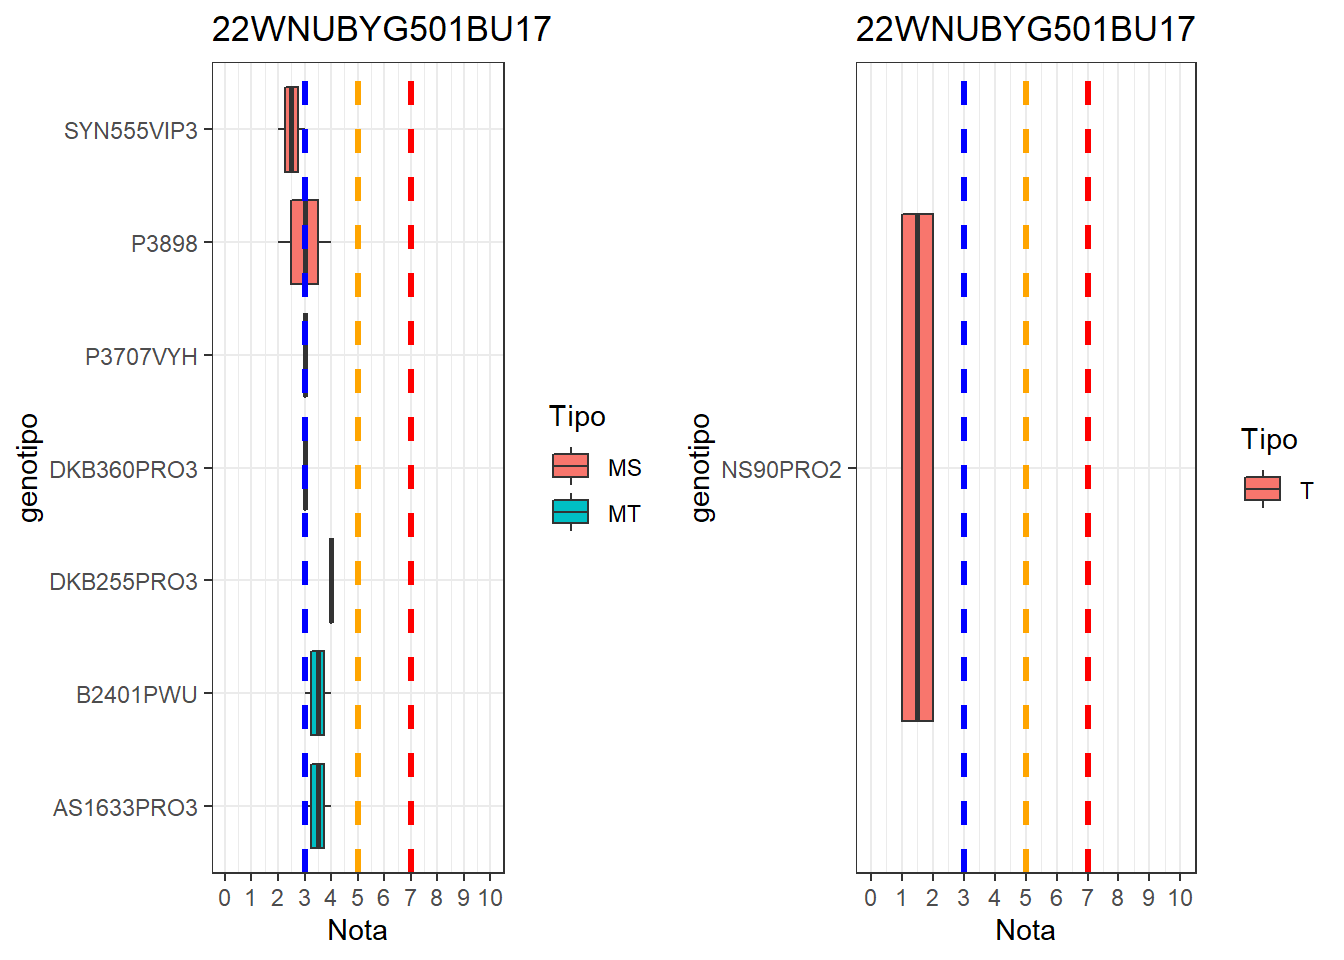 22WNUBYG501BU17
genotipo
SYN555VIP3
P3898
P3707VYH
DKB360PRO3
DKB255PRO3
B2401PWU
AS1633PRO3
0 1 2 3 4 5 6 7 8 9 10
Nota
Tipo
MS
MT
22WNUBYG501BU17
genotipo
NS90PRO2
0 1 2 3 4 5 6 7 8 9 10
Nota
Tipo
T